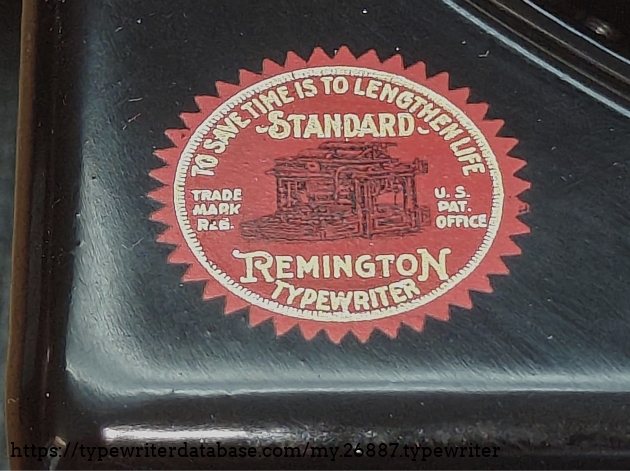 TO SAVE TIME IS TO LENGTHEN LIFE
STANDARD
TRADE
MARK
REG.
U.S.
PAT.
OFFICE
REMINGTON
TYPEWRITER
https://typewriterdatabase.com/my.26887.typewriter